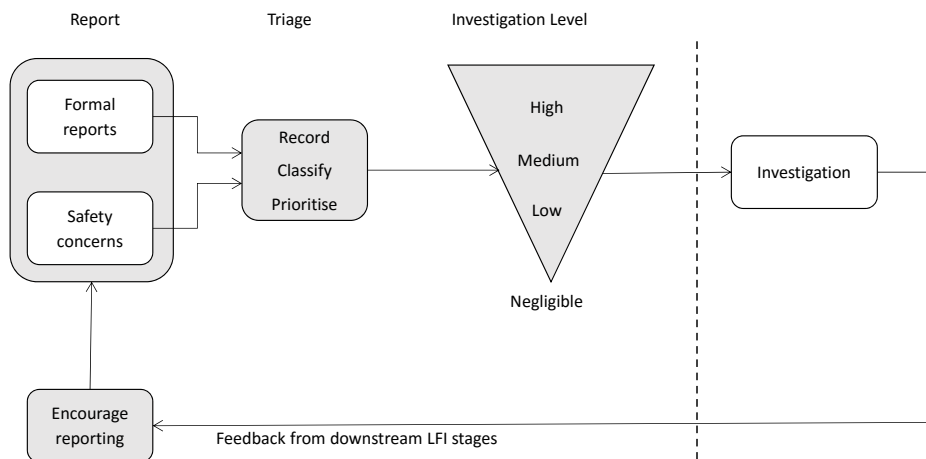 Report
Triage
Investigation Level
Formal
reports
Safety
concerns
Record
Classify
Prioritise
High
Medium
Low
Negligible
Investigation
Encourage
reporting
Feedback from downstream LFI stages